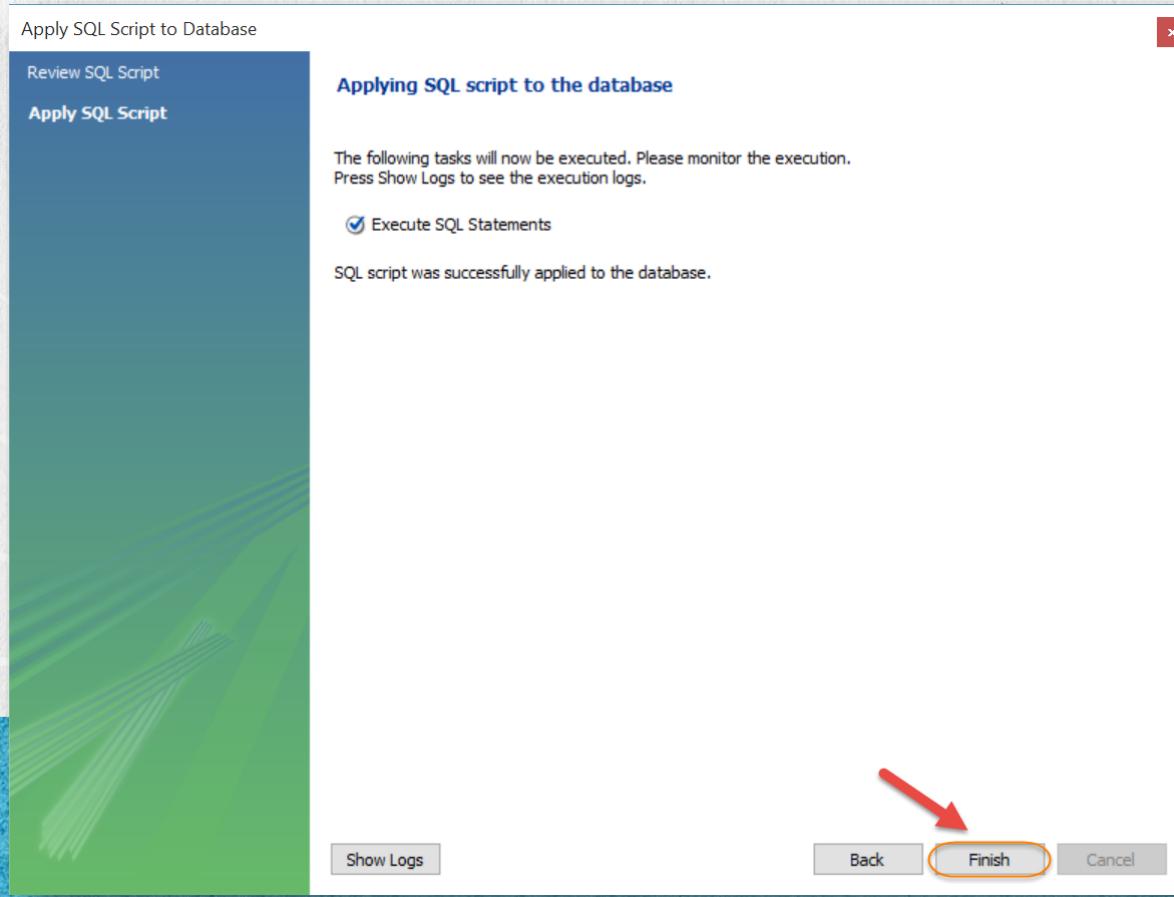 Apply SQL Script to Database
Review SQL Script
Apply SQL Script
Applying SQL script to the database
The following tasks will now be executed. Please monitor the execution.
Press Show Logs to see the execution logs.
Execute SQL Statements
SQL script was successfully applied to the database.
Show Logs
Back
Finish
Cancel